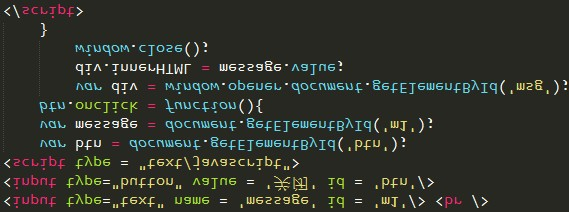 <input type="text" name = 'message' id = 'm1'/> <br />
<input type="button" value = '关闭' id = 'btn'/>
<script type = "text/javascript">
var btn = document.getElementById('btn');
var message = document.getElementById('m1');
btn.onclick = function(){
var div = window.opener.document.getElementById('msg');
div.innerHTML = message.value;
window.close();
}
</script>